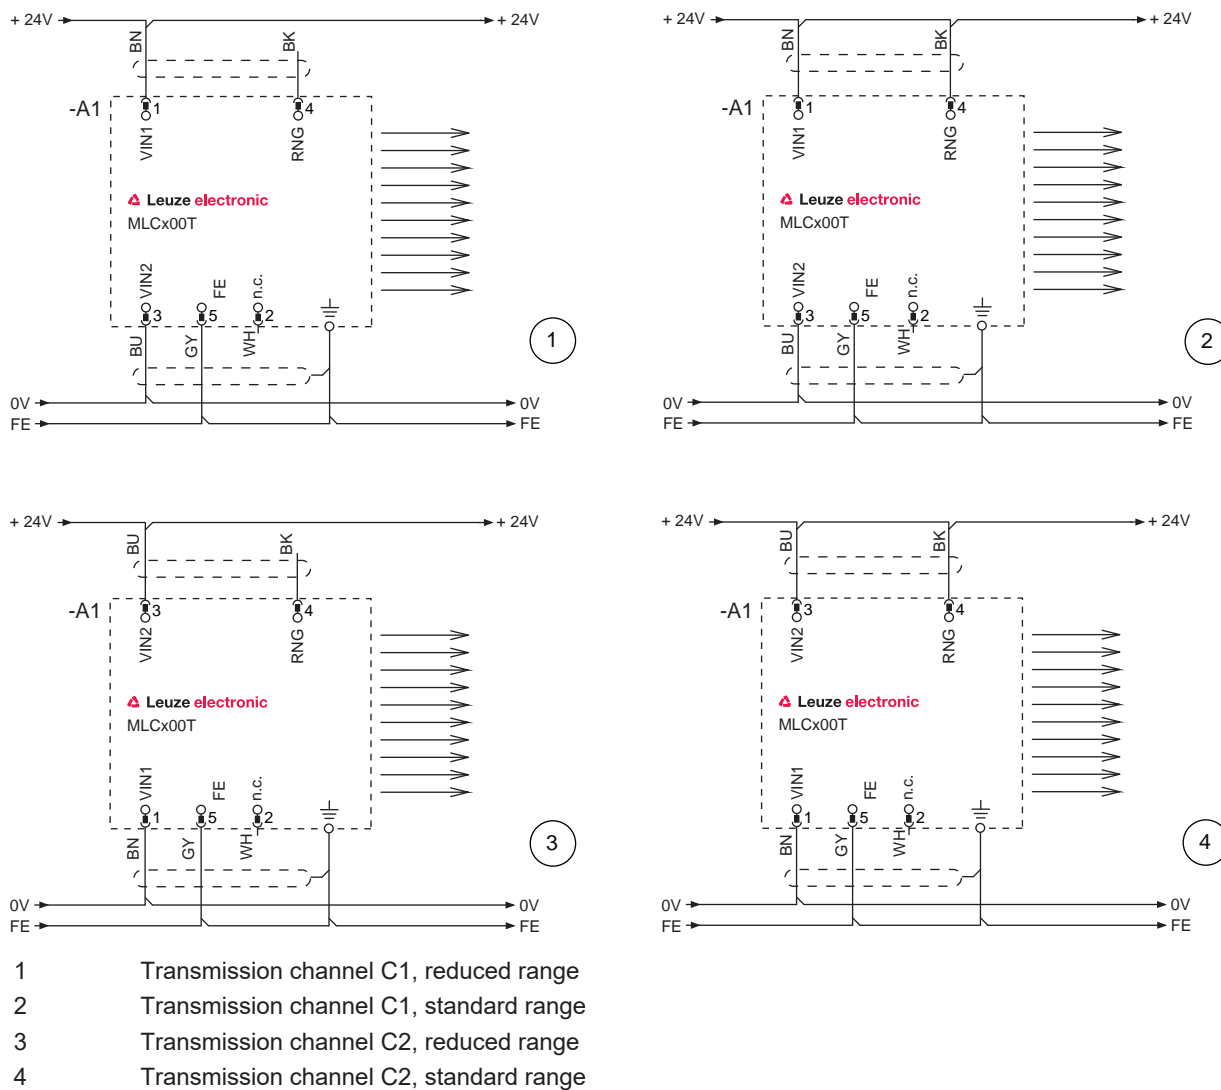 + 24V
+ 24V
BN
BK
-A1
1
4
VIN1
RNG
Leuze electronic
MLCx00T
VIN2
FE
n.c.
3
5
2
BU
GY
WH
1
0V
0V
FE
FE
+ 24V
+ 24V
BN
BK
-A1
1
4
VIN1
RNG
Leuze electronic
MLCx00T
VIN2
FE
n.c.
3
5
2
BU
GY
WH
2
0V
0V
FE
FE
+ 24V
+ 24V
BU
BK
-A1
3
4
VIN2
RNG
Leuze electronic
MLCx00T
VIN1
FE
n.c.
1
5
2
BN
GY
WH
3
0V
0V
FE
FE
+ 24V
+ 24V
BU
BK
-A1
3
4
VIN2
RNG
Leuze electronic
MLCx00T
VIN1
FE
n.c.
1
5
2
BN
GY
WH
4
0V
0V
FE
FE
1 Transmission channel C1, reduced range
2 Transmission channel C1, standard range
3 Transmission channel C2, reduced range
4 Transmission channel C2, standard range